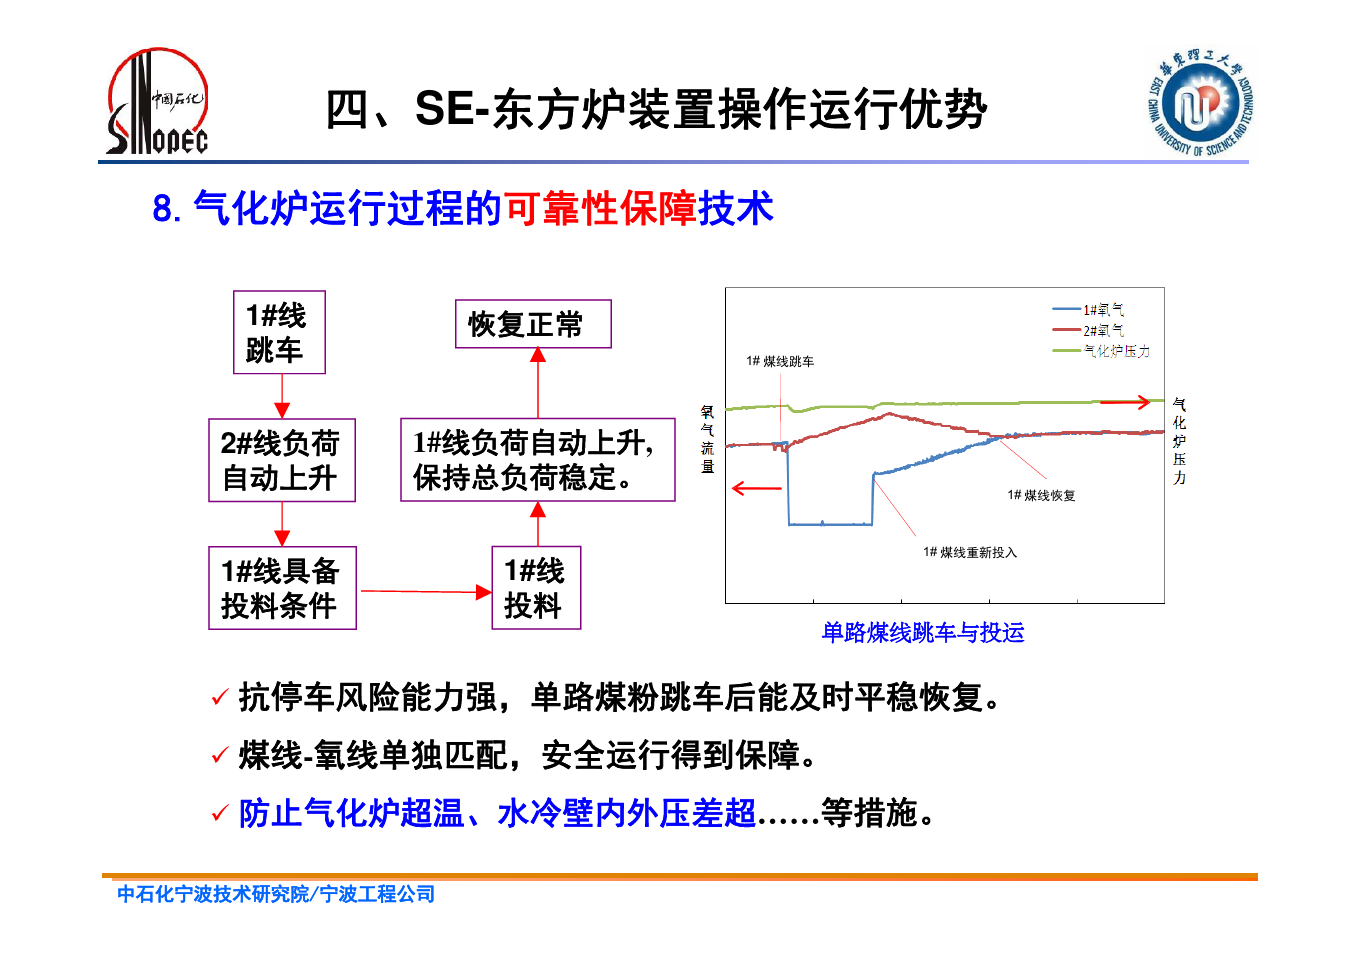 中国石化
SINOPEC
四、SE-东方炉装置操作运行优势
华东理工大学
EAST CHINA UNIVERSITY OF SCIENCE AND TECHNOLOGY
8. 气化炉运行过程的可靠性保障技术
1#线
跳车
2#线负荷
自动上升
1#线具备
投料条件
1#线
投料
1#线负荷自动上升,
保持总负荷稳定。
恢复正常
1#氧气
2#氧气
气化炉压力
1# 煤线跳车
氧气流量
气化炉压力
1# 煤线恢复
1# 煤线重新投入
单路煤线跳车与投运
✓ 抗停车风险能力强，单路煤粉跳车后能及时平稳恢复。
✓ 煤线-氧线单独匹配，安全运行得到保障。
✓ 防止气化炉超温、水冷壁内外压差超……等措施。
中石化宁波技术研究院/宁波工程公司